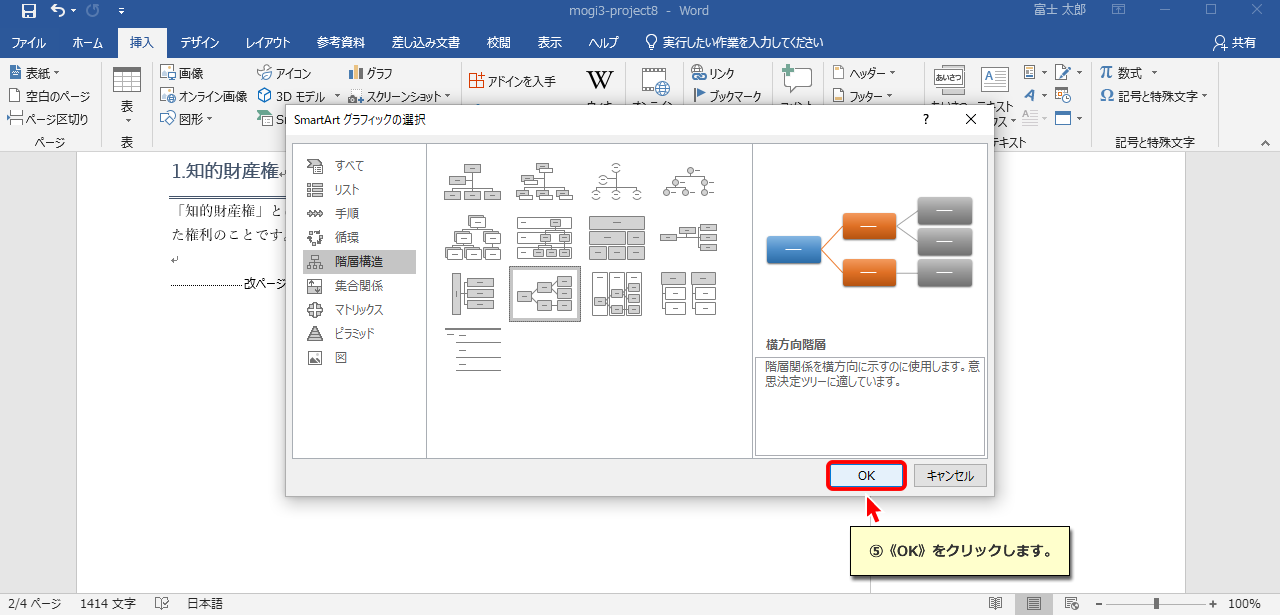 mogi3-project8 - Word
富士 太郎
ファイル ホーム 挿入 デザイン レイアウト 参考資料 差し込み文書 校閲 表示 ヘルプ 実行したい作業を入力してください 共有
表紙
空白のページ
ページ区切り
ページ
表
表
画像
オンライン画像
図形
アイコン
3D モデル
グラフ
スクリーンショット
アドインを入手
W
リンク
ブックマーク
ヘッダー
フッター
あいさつ
A
π 数式
Ω 記号と特殊文字
記号と特殊文字
SmartArt グラフィックの選択
?
すべて
リスト
手順
循環
階層構造
集合関係
マトリックス
ピラミッド
図
横方向階層
階層関係を横方向に示すのに使用します。意
思決定ツリーに適しています。
OK
キャンセル
1.知的財産権
「知的財産権」と
た権利のことです。
改ページ
⑤《OK》をクリックします。
2/4 ページ 1414 文字 日本語
100%